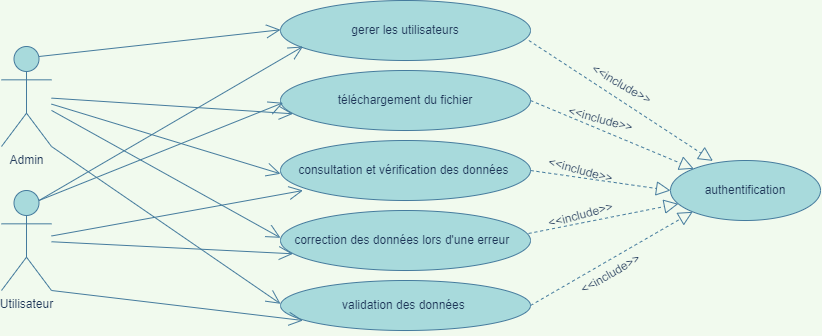 gerer les utilisateurs
<<include>>
téléchargement du fichier
<<include>>
Admin
consultation et vérification des données
<<include>>
authentification
<<include>>
correction des données lors d'une erreur
<<include>>
Utilisateur
validation des données